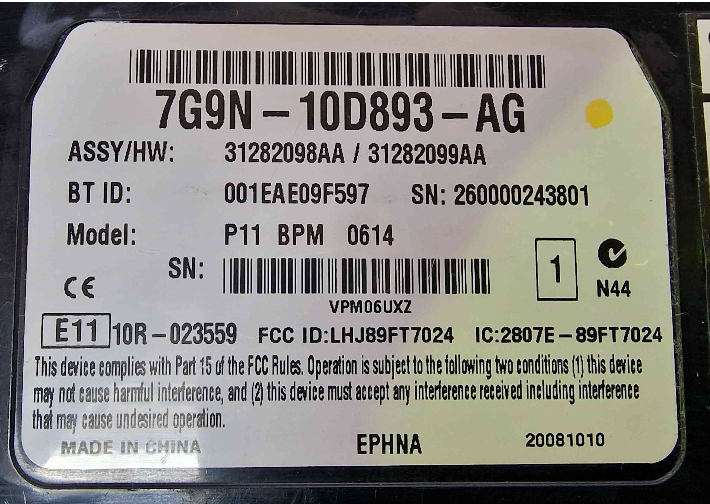 7G9N-10D893-AG
ASSY/HW: 31282098AA / 31282099AA
BT ID: 001EAE09F597 SN: 260000243801
Model: P11 BPM 0614
SN:
VPM06UXZ
1
N44
CE
E11 10R-023559 FCC ID:LHJ89FT7024 IC:2807E-89FT7024
This device complies with Part 15 of the FCC Rules. Operation is subject to the following two conditions (1) this device
may not cause harmful interference, and (2) this device must accept any interference received including interference
that may cause undesired operation.
MADE IN CHINA EPHNA 20081010